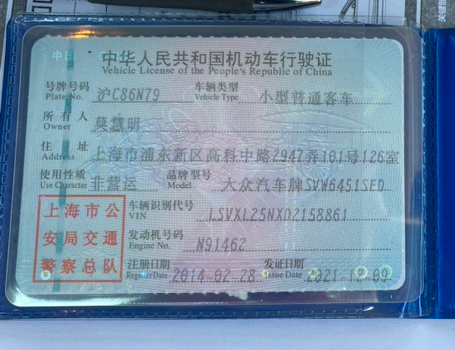 中华人民共和国机动车行驶证
Vehicle License of the People's Republic of China
号牌号码 沪C86N79 车辆类型 小型普通客车
Plate No. Vehicle Type
所有人 莫慧明
Owner
住址 上海市浦东新区高科中路2947弄101号126室
Address
使用性质 非营运 品牌型号 大众汽车牌SVW6451SED
Use Character Model
上海市公
安局交通
警察总队
车辆识别代号 LSVXL25NXD2158861
VIN
发动机号码 N91462
Engine No.
注册日期 2014-02-28 发证日期 2021-12-09
Register Date Issue Date